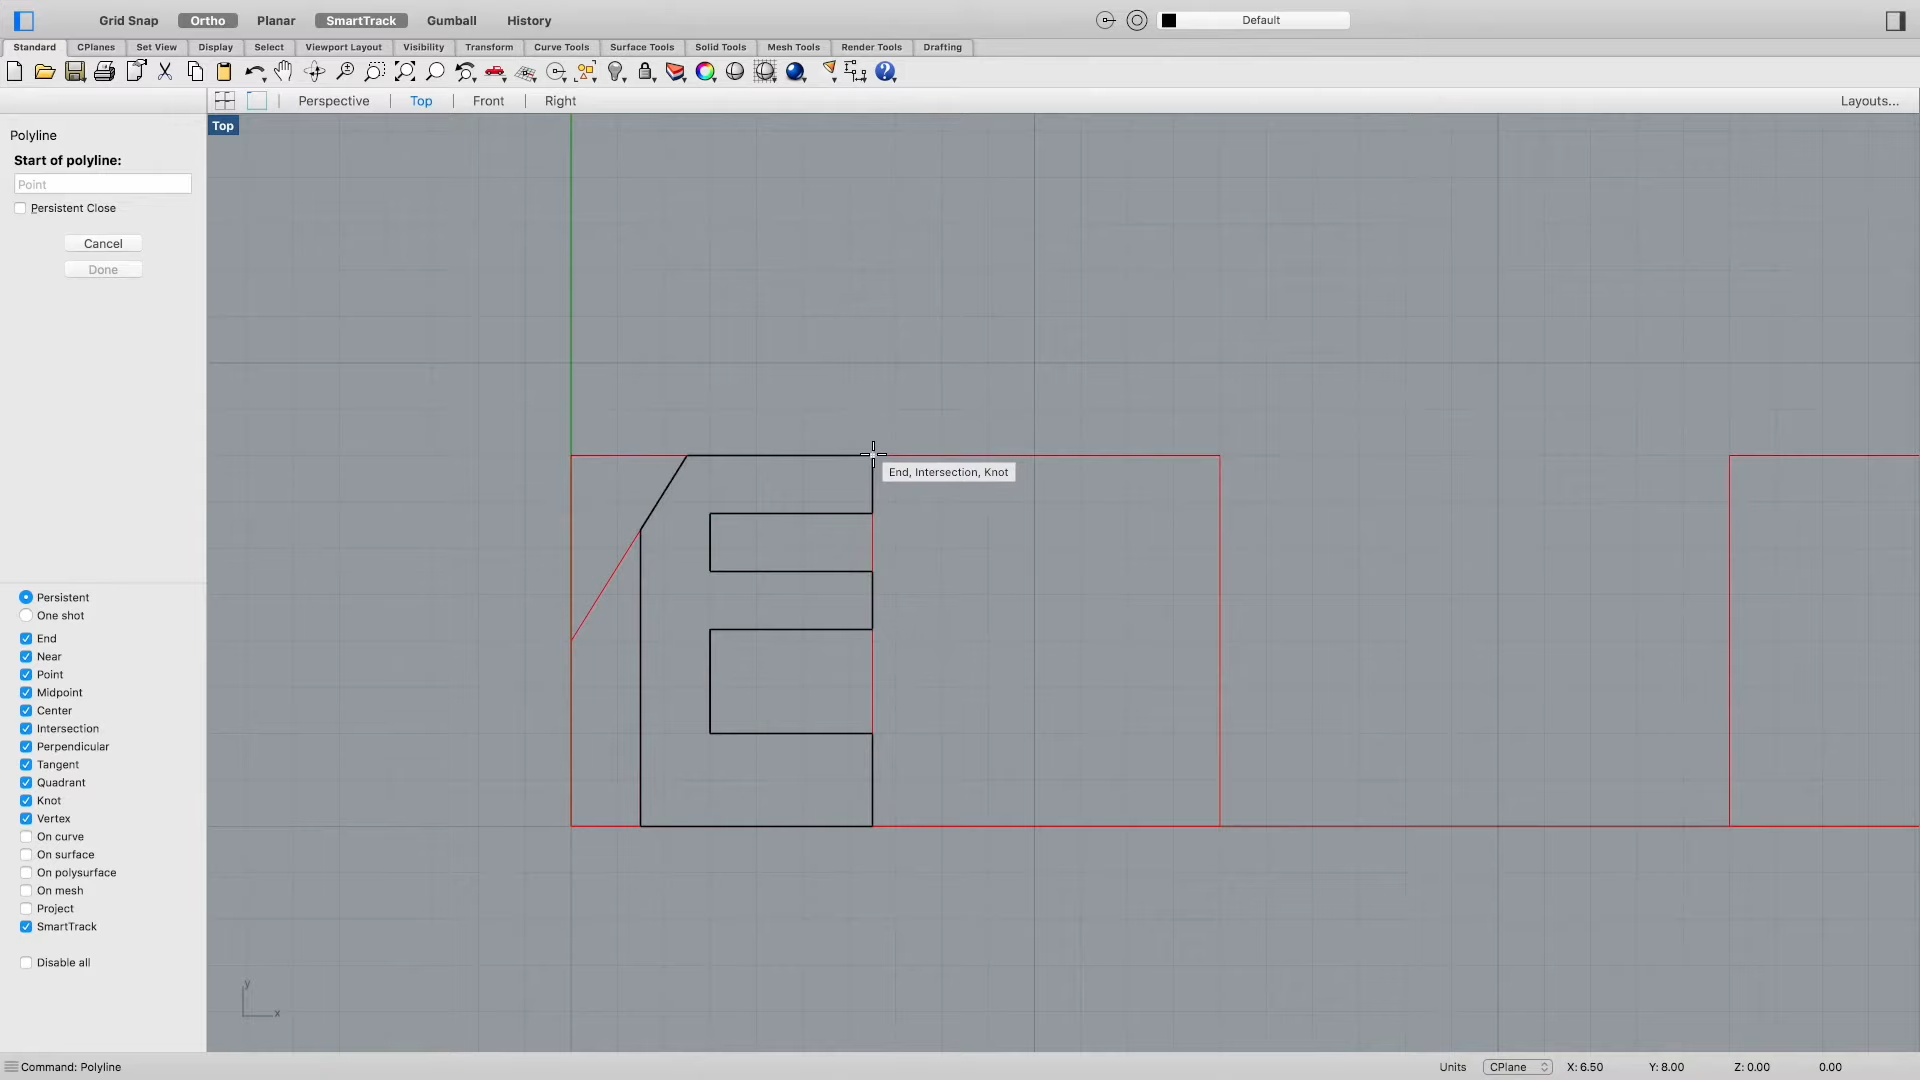 Grid Snap Ortho Planar SmartTrack Gumball History Default
Standard CPlanes Set View Display Select Viewport Layout Visibility Transform Curve Tools Surface Tools Solid Tools Mesh Tools Render Tools Drafting
Perspective Top Front Right Layouts...
Top
Polyline
Start of polyline:
Point
Persistent Close
Cancel
Done
End, Intersection, Knot
Persistent
One shot
End
Near
Point
Midpoint
Center
Intersection
Perpendicular
Tangent
Quadrant
Knot
Vertex
On curve
On surface
On polysurface
On mesh
Project
SmartTrack
Disable all
y
x
Command: Polyline Units CPlane X: 6.50 Y: 8.00 Z: 0.00 0.00